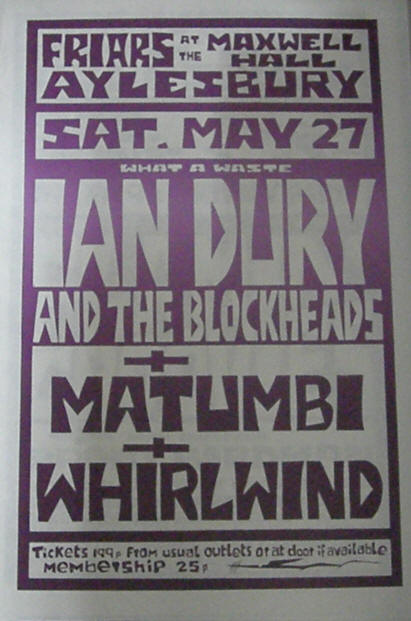 FRIARS AT THE MAXWELL HALL
AYLESBURY
SAT. MAY 27
WHAT A WASTE
IAN DURY
AND THE BLOCKHEADS
+
MATUMBI
+
WHIRLWIND
Tickets 199p From usual outlets or at door if available
MEMBERSHIP 25p